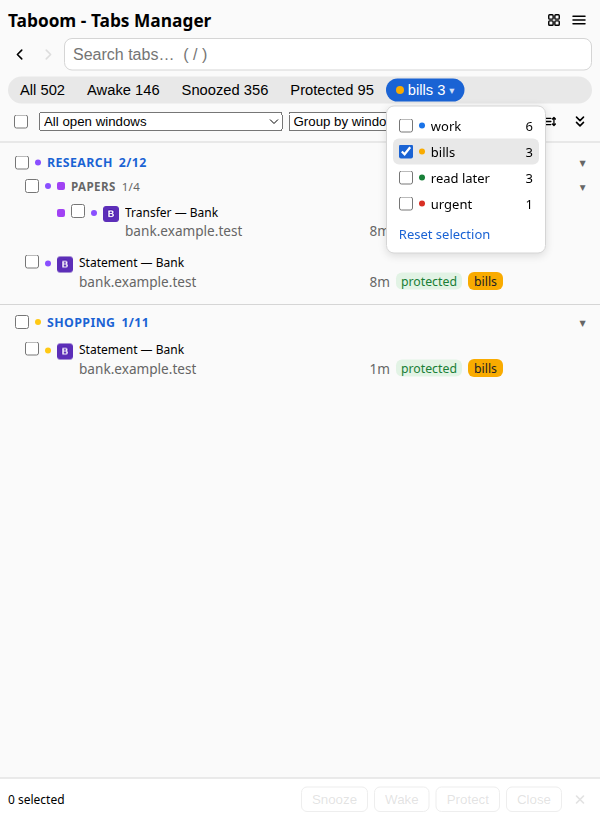 Taboom - Tabs Manager
Search tabs… ( / )
All 502 Awake 146 Snoozed 356 Protected 95 bills 3 ▾
All open windows Group by windo
work 6
bills 3
read later 3
urgent 1
Reset selection
RESEARCH 2/12
PAPERS 1/4
B Transfer — Bank
bank.example.test 8m
B Statement — Bank
bank.example.test 8m protected bills
SHOPPING 1/11
B Statement — Bank
bank.example.test 1m protected bills
0 selected Snooze Wake Protect Close ✕